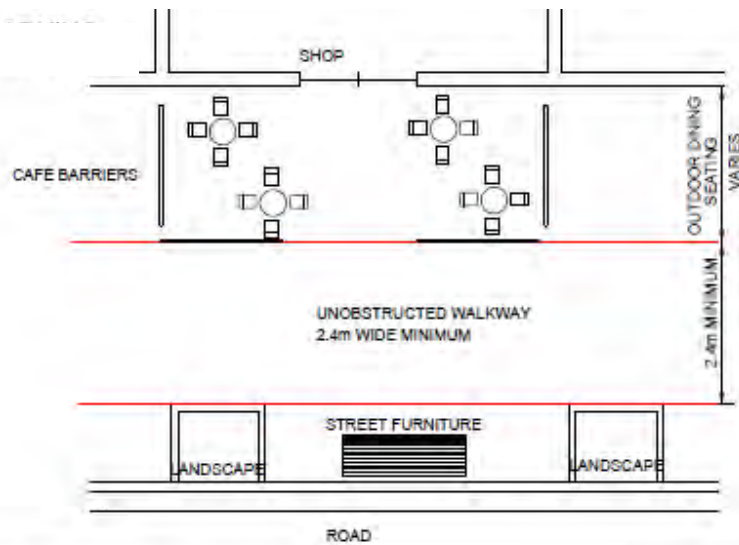 SHOP
CAFE BARRIERS
OUTDOOR DINING
SEATING
VARIES
UNOBSTRUCTED WALKWAY
2.4m WIDE MINIMUM
2.4m MINIMUM
STREET FURNITURE
LANDSCAPE
LANDSCAPE
ROAD